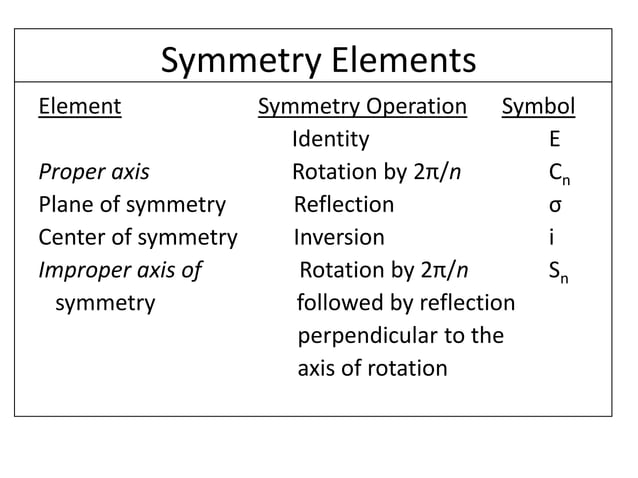 Symmetry Elements
Element Symmetry Operation Symbol
Identity E
Proper axis Rotation by 2π/n Cn
Plane of symmetry Reflection σ
Center of symmetry Inversion i
Improper axis of Rotation by 2π/n Sn
symmetry followed by reflection
perpendicular to the
axis of rotation